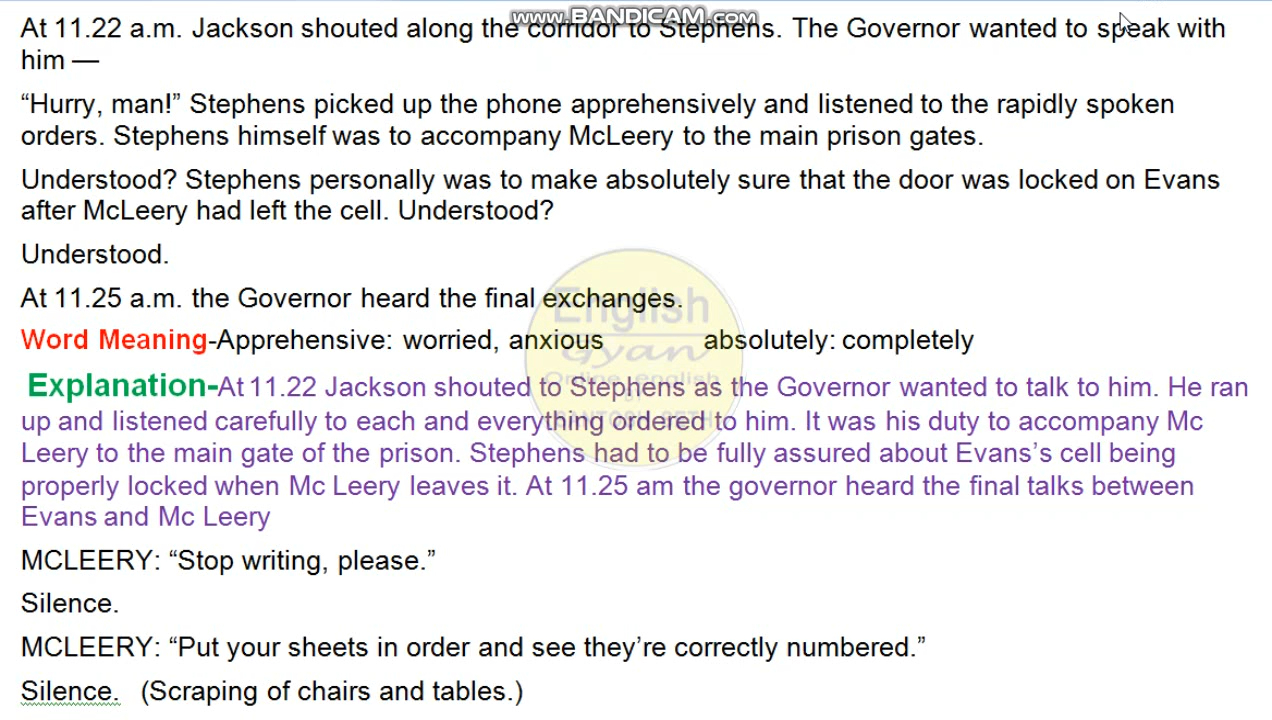 www.BANDICAM.com
At 11.22 a.m. Jackson shouted along the corridor to Stephens. The Governor wanted to speak with
him —
“Hurry, man!” Stephens picked up the phone apprehensively and listened to the rapidly spoken
orders. Stephens himself was to accompany McLeery to the main prison gates.
Understood? Stephens personally was to make absolutely sure that the door was locked on Evans
after McLeery had left the cell. Understood?
Understood.
At 11.25 a.m. the Governor heard the final exchanges.
Word Meaning-Apprehensive: worried, anxious absolutely: completely
Explanation-At 11.22 Jackson shouted to Stephens as the Governor wanted to talk to him. He ran
up and listened carefully to each and everything ordered to him. It was his duty to accompany Mc
Leery to the main gate of the prison. Stephens had to be fully assured about Evans’s cell being
properly locked when Mc Leery leaves it. At 11.25 am the governor heard the final talks between
Evans and Mc Leery
MCLEERY: “Stop writing, please.”
Silence.
MCLEERY: “Put your sheets in order and see they’re correctly numbered.”
Silence. (Scraping of chairs and tables.)
English
Gyan
Online english